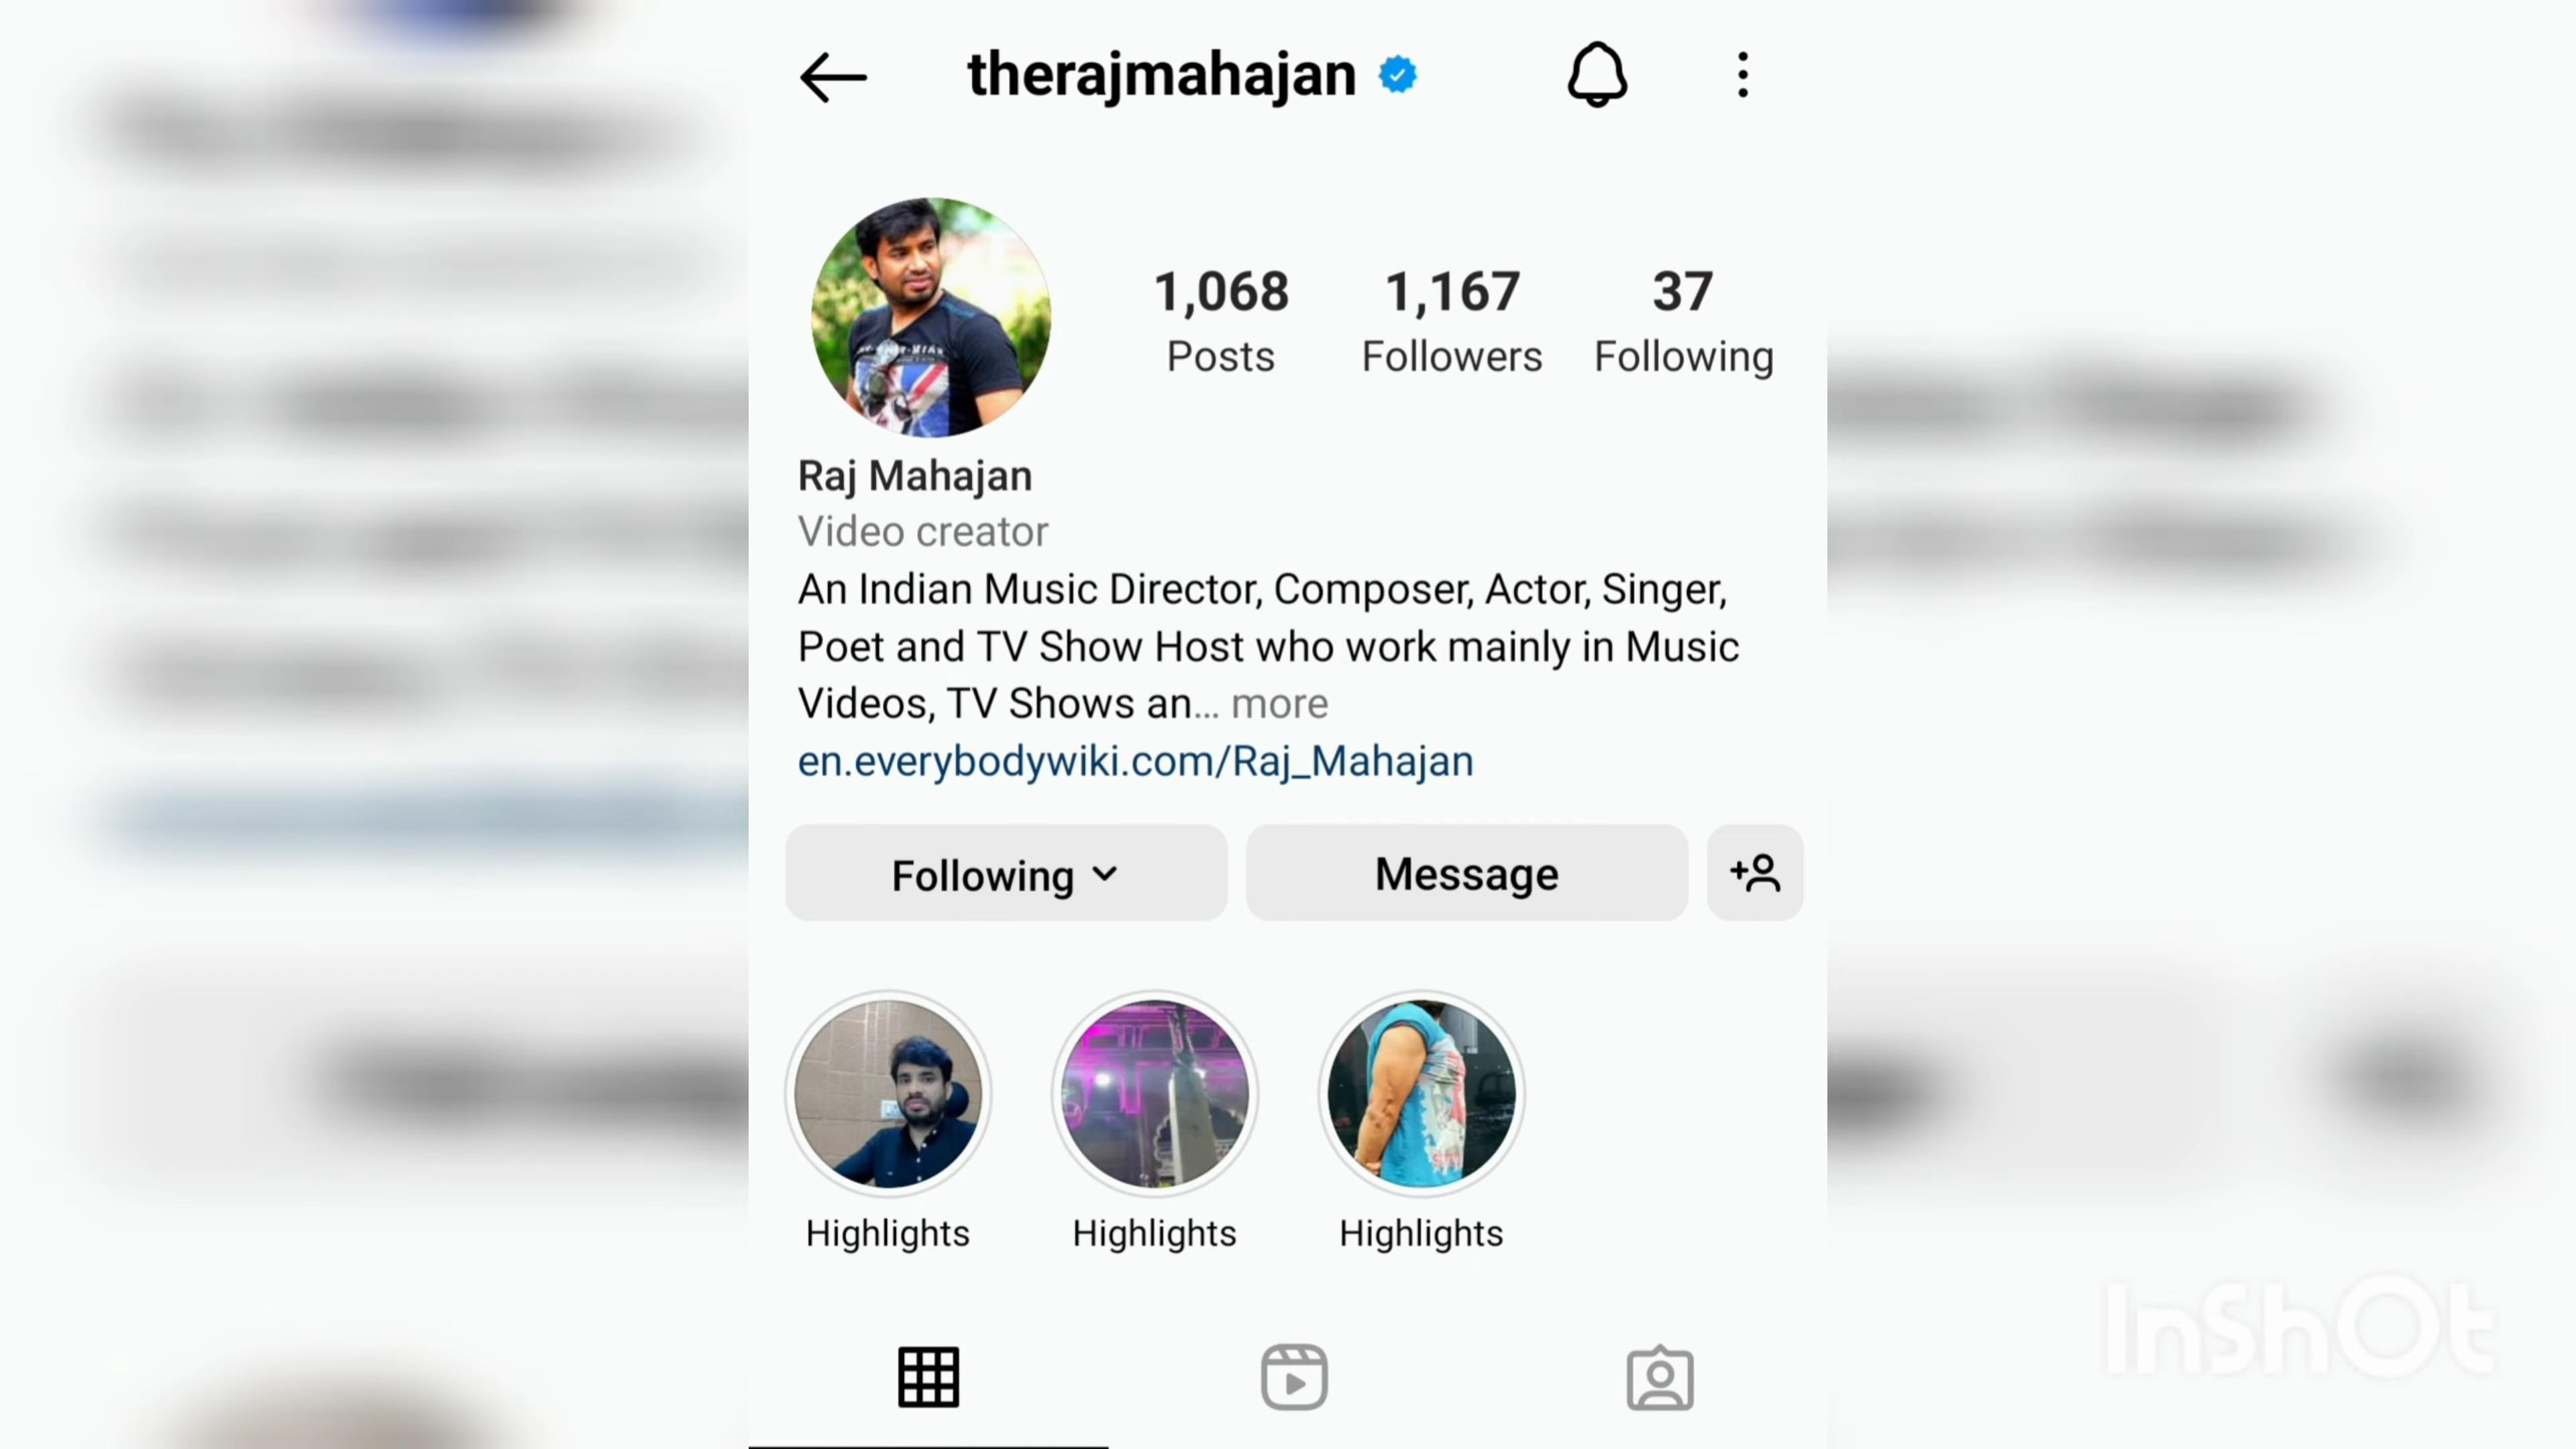 therajmahajan
1,068 1,167 37
Posts Followers Following
Raj Mahajan
Video creator
An Indian Music Director, Composer, Actor, Singer,
Poet and TV Show Host who work mainly in Music
Videos, TV Shows an... more
en.everybodywiki.com/Raj_Mahajan
Following Message
Highlights Highlights Highlights
InShOt